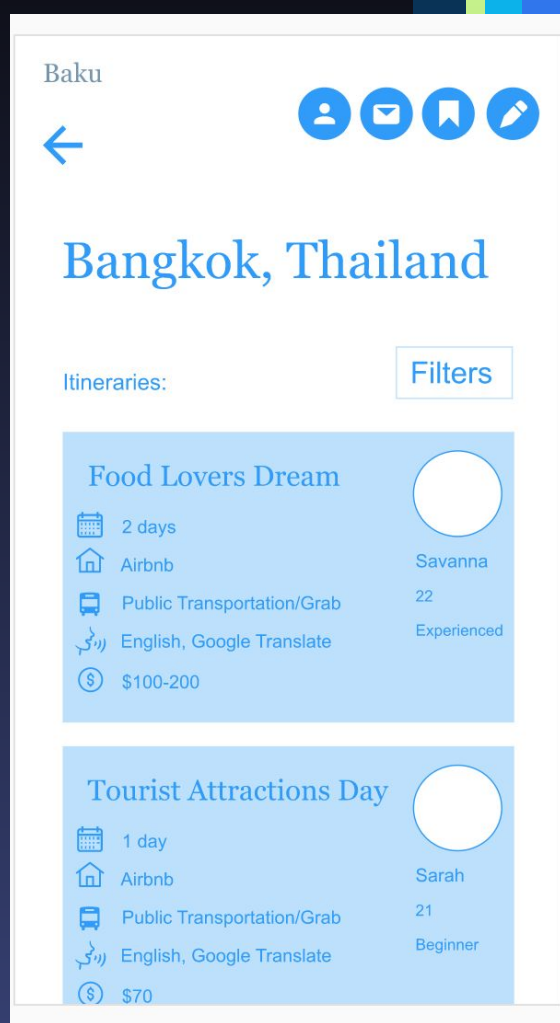 Baku
Bangkok, Thailand
Itineraries:
Filters
Food Lovers Dream
2 days
Airbnb
Public Transportation/Grab
English, Google Translate
$100-200
Savanna
22
Experienced
Tourist Attractions Day
1 day
Airbnb
Public Transportation/Grab
English, Google Translate
$70
Sarah
21
Beginner